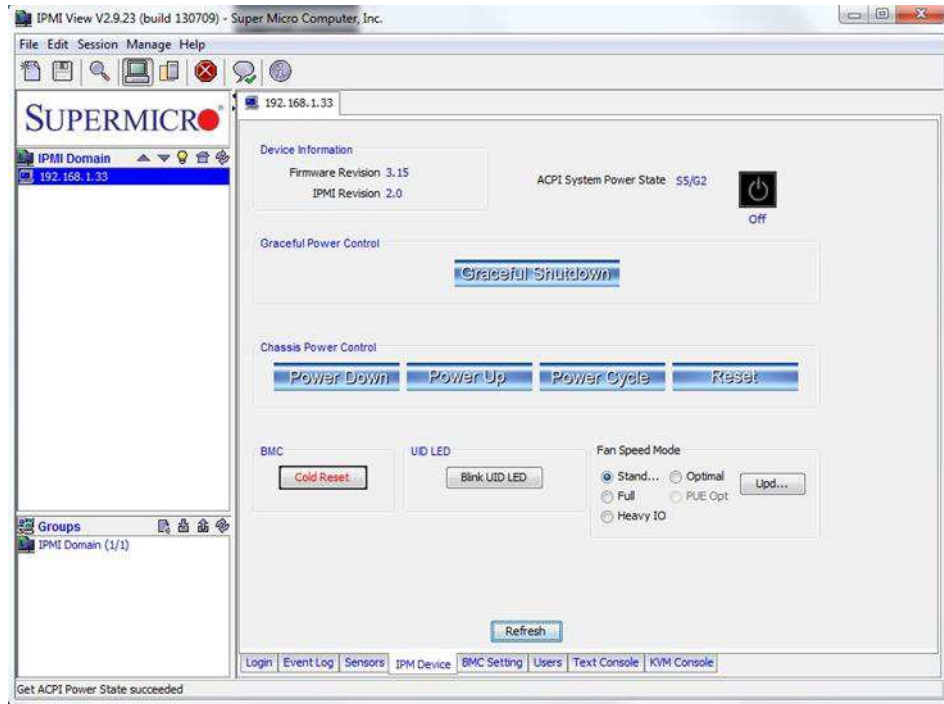 IPMI View V2.9.23 (build 130709) - Super Micro Computer, Inc.
File Edit Session Manage Help
SUPERMICRO
IPMI Domain
192.168.1.33
192.168.1.33
Device Information
Firmware Revision 3.15
IPMI Revision 2.0
ACPI System Power State S5/G2
Off
Graceful Power Control
Graceful Shutdown
Chassis Power Control
Power Down Power Up Power Cycle Reset
BMC
Cold Reset
UID LED
Blink UID LED
Fan Speed Mode
Stand... Optimal
Full PUE Opt
Heavy IO
Upd...
Groups
IPMI Domain (1/1)
Refresh
Login Event Log Sensors IPM Device BMC Setting Users Text Console KVM Console
Get ACPI Power State succeeded